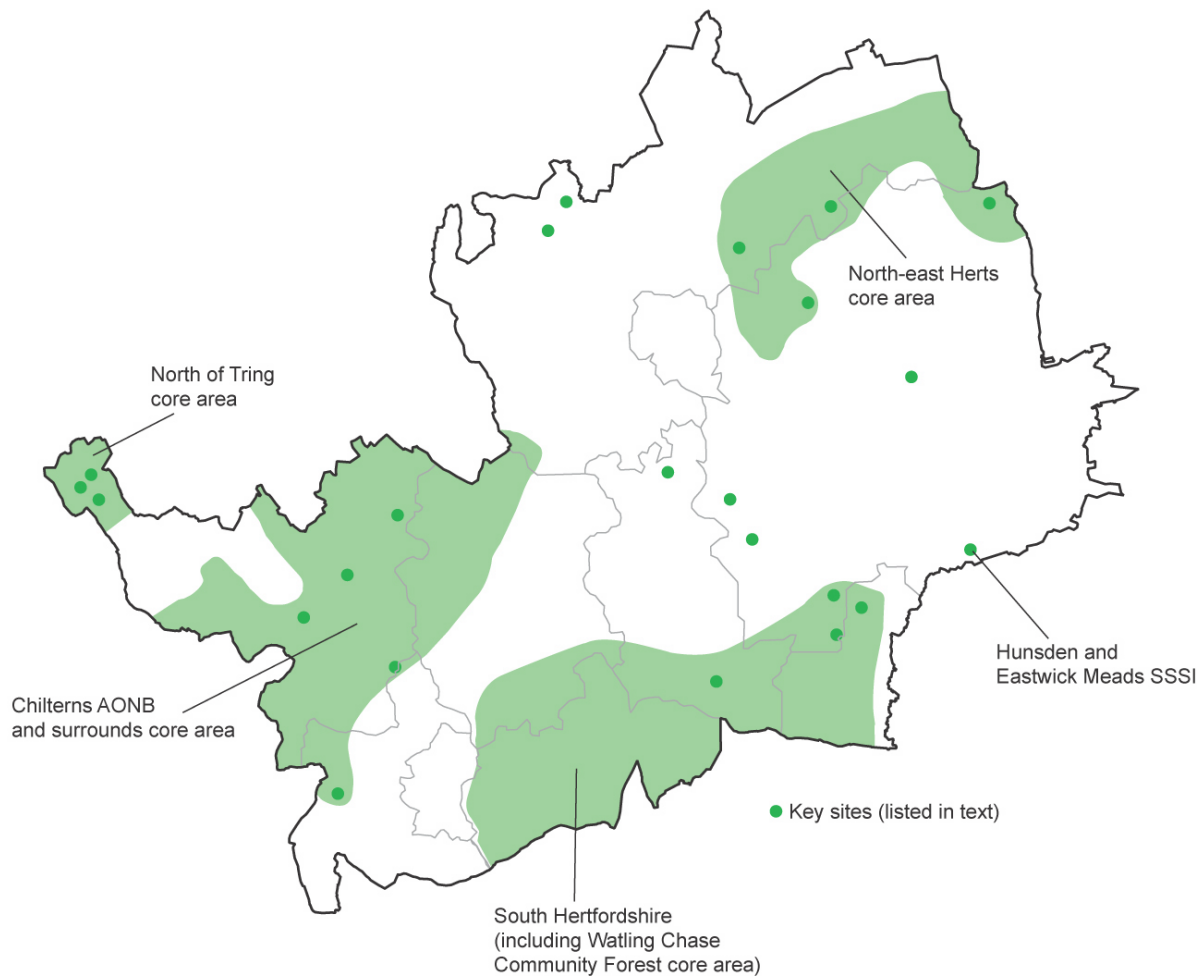 North-east Herts
core area
North of Tring
core area
Hunsden and
Eastwick Meads SSSI
Chilterns AONB
and surrounds core area
Key sites (listed in text)
South Hertfordshire
(including Watling Chase
Community Forest core area)